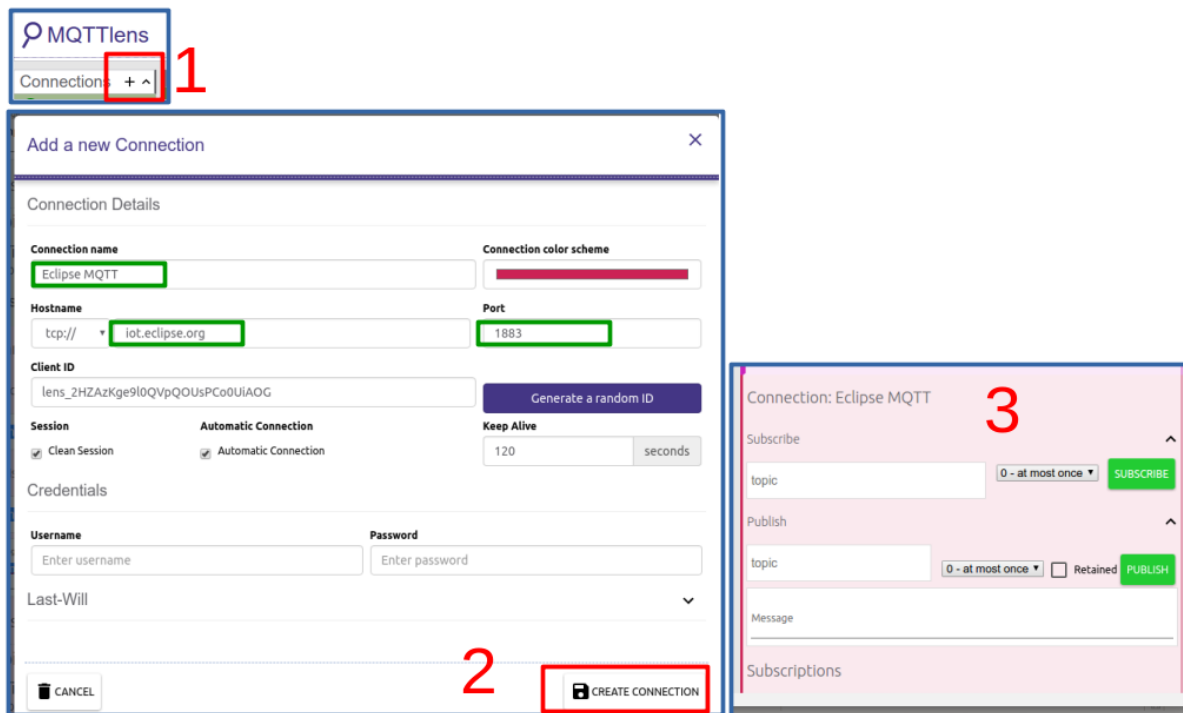 MQTTlens
Connections + 1
Add a new Connection ×
Connection Details
Connection name Connection color scheme
Eclipse MQTT
Hostname Port
tcp:// iot.eclipse.org 1883
Client ID
lens_2HZAzKge9l0QVpQOUsPCo0UiAOG Generate a random ID
Session Automatic Connection Keep Alive
Clean Session Automatic Connection 120 seconds
Credentials
Username Password
Enter username Enter password
Last-Will
2
CANCEL CREATE CONNECTION
Connection: Eclipse MQTT 3
Subscribe
topic 0 - at most once SUBSCRIBE
Publish
topic 0 - at most once Retained PUBLISH
Message
Subscriptions